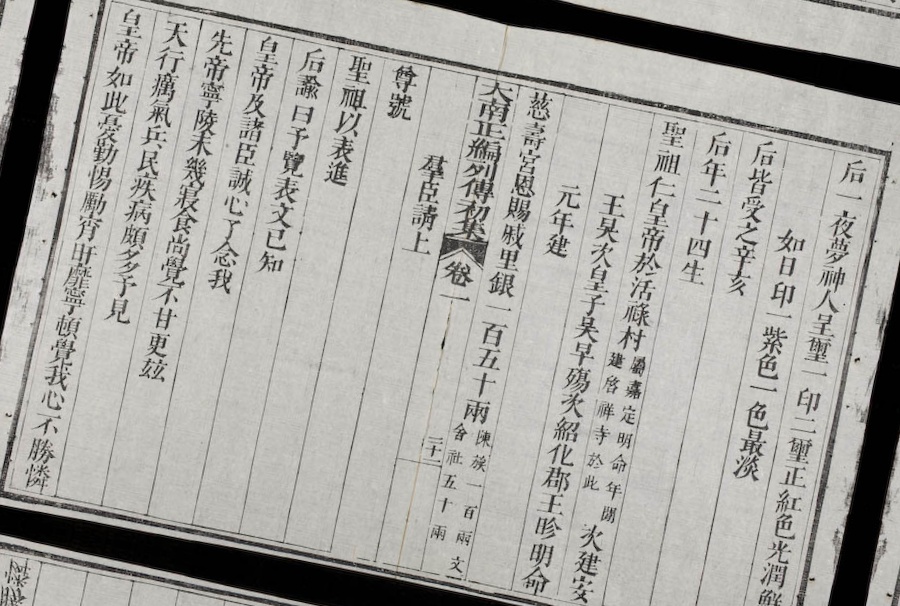 后一夜夢神人呈璽一印二璽正紅色光潤鮮
如日印一紫色一色最淡
后皆受之辛亥
后年二十四生
聖祖仁皇帝於活祿村屬嘉定明命年間建啓祥寺於此次建安
王旲次皇子早殤次紹化郡王昣明命
元年建
慈壽宮恩賜戚里銀一百五十兩陳族一百兩文會社五十兩
大南正編列傳初集 卷一 二十一
羣臣請上
尊號
聖祖以表進
后諭曰予覽表文已知
皇帝及諸臣誠心了念我
先帝寧陵未幾寢食尚覺不甘更玆
天行癘氣兵民疾病頗多予見
皇帝如此憂勤惕勵宵旰靡寧頓覺我心不勝憐